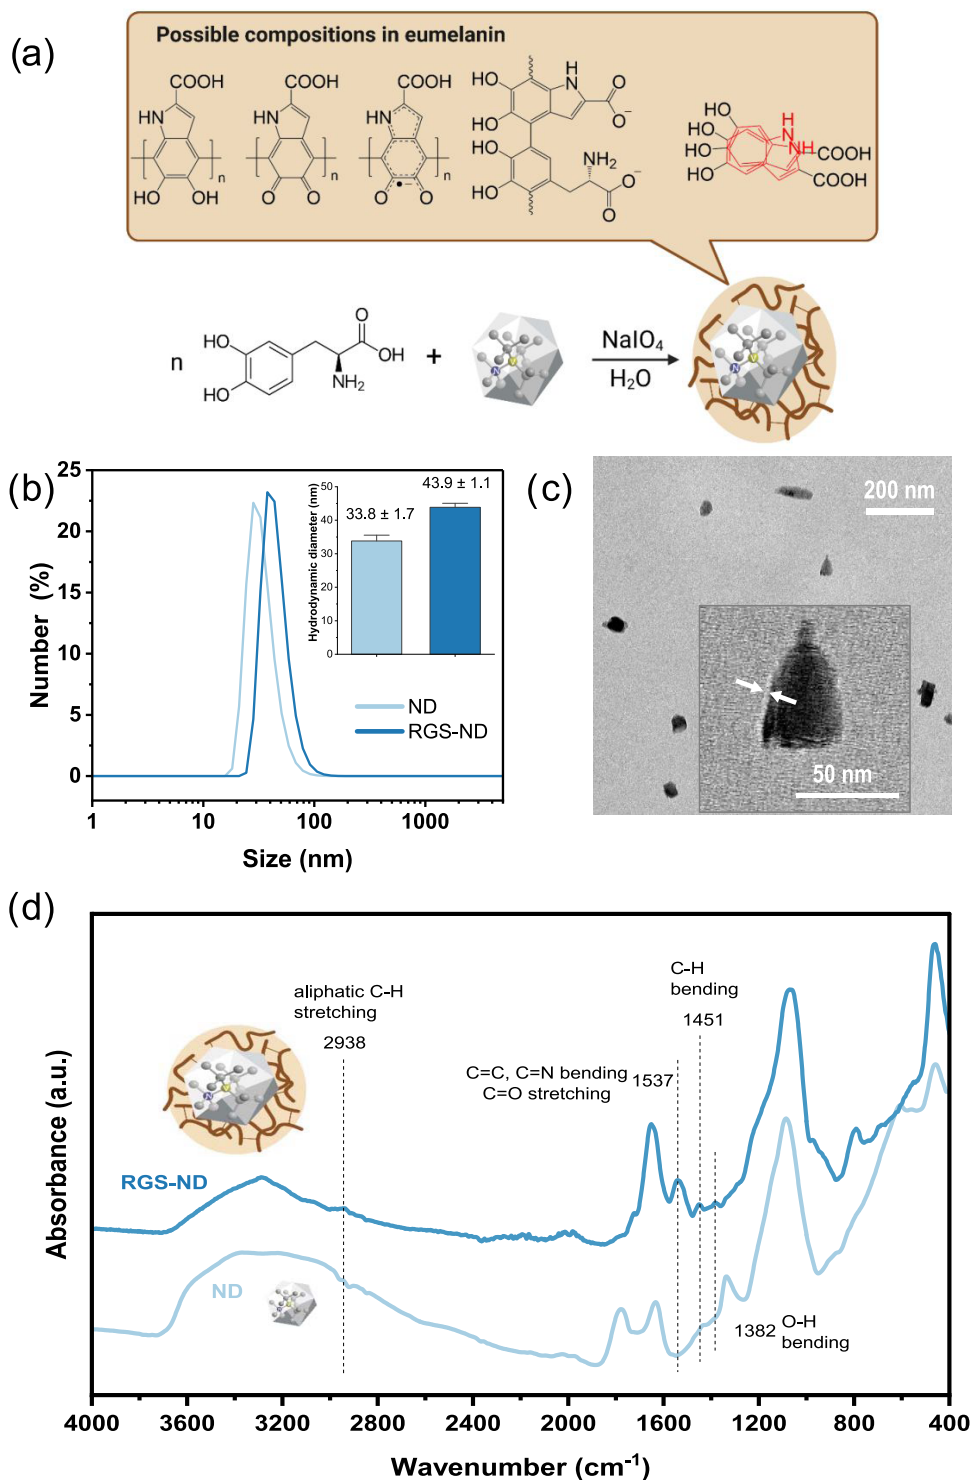 (a)
Possible compositions in eumelanin
COOH
HN
n
HO OH
COOH
HN
n
O O
COOH
HN
n
O O
H
N
HO
HO
O
O⁻
HO
HO
NH₂
O⁻
O
HO
HO
HO
H
N
NH
COOH
COOH
n
HO
HO
O
OH
NH₂
+
NaIO₄
H₂O
N V
N V
(b)
Number (%)
25
20
15
10
5
0
1 10 100 1000
Size (nm)
Hydrodynamic diameter (nm)
50
40
30
20
10
0
33.8 ± 1.7
43.9 ± 1.1
ND
RGS-ND
(c)
200 nm
50 nm
(d)
Absorbance (a.u.)
aliphatic C-H
stretching
2938
C-H
bending
1451
C=C, C=N bending
C=O stretching
1537
RGS-ND
ND
1382 O-H
bending
4000 3600 3200 2800 2400 2000 1600 1200 800 400
Wavenumber (cm⁻¹)